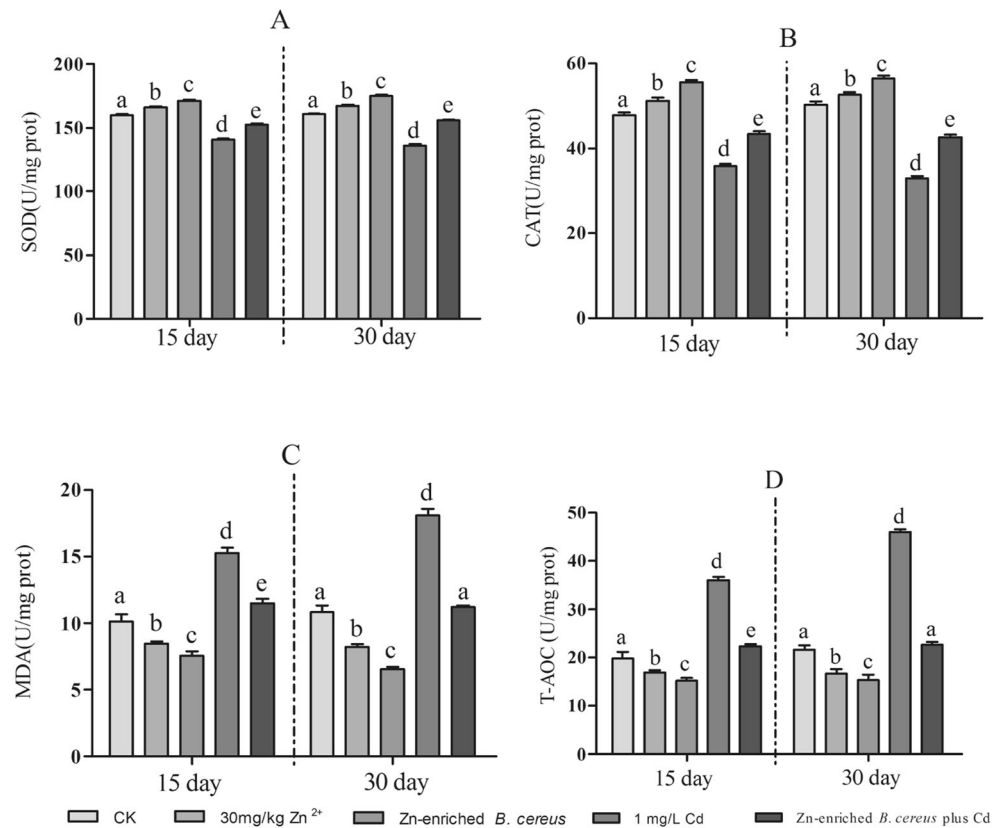 A
SOD(U/mg prot)
200
150
100
50
0
a b c d e
a b c d e
15 day 30 day
B
CAT(U/mg prot)
60
40
20
0
a b c d e
a b c d e
15 day 30 day
C
MDA(U/mg prot)
20
15
10
5
0
a b c d e
a b c d a
15 day 30 day
D
T-AOC (U/mg prot)
50
40
30
20
10
0
a b c d e
a b c d a
15 day 30 day
CK 30mg/kg Zn 2+ Zn-enriched B. cereus 1 mg/L Cd Zn-enriched B. cereus plus Cd